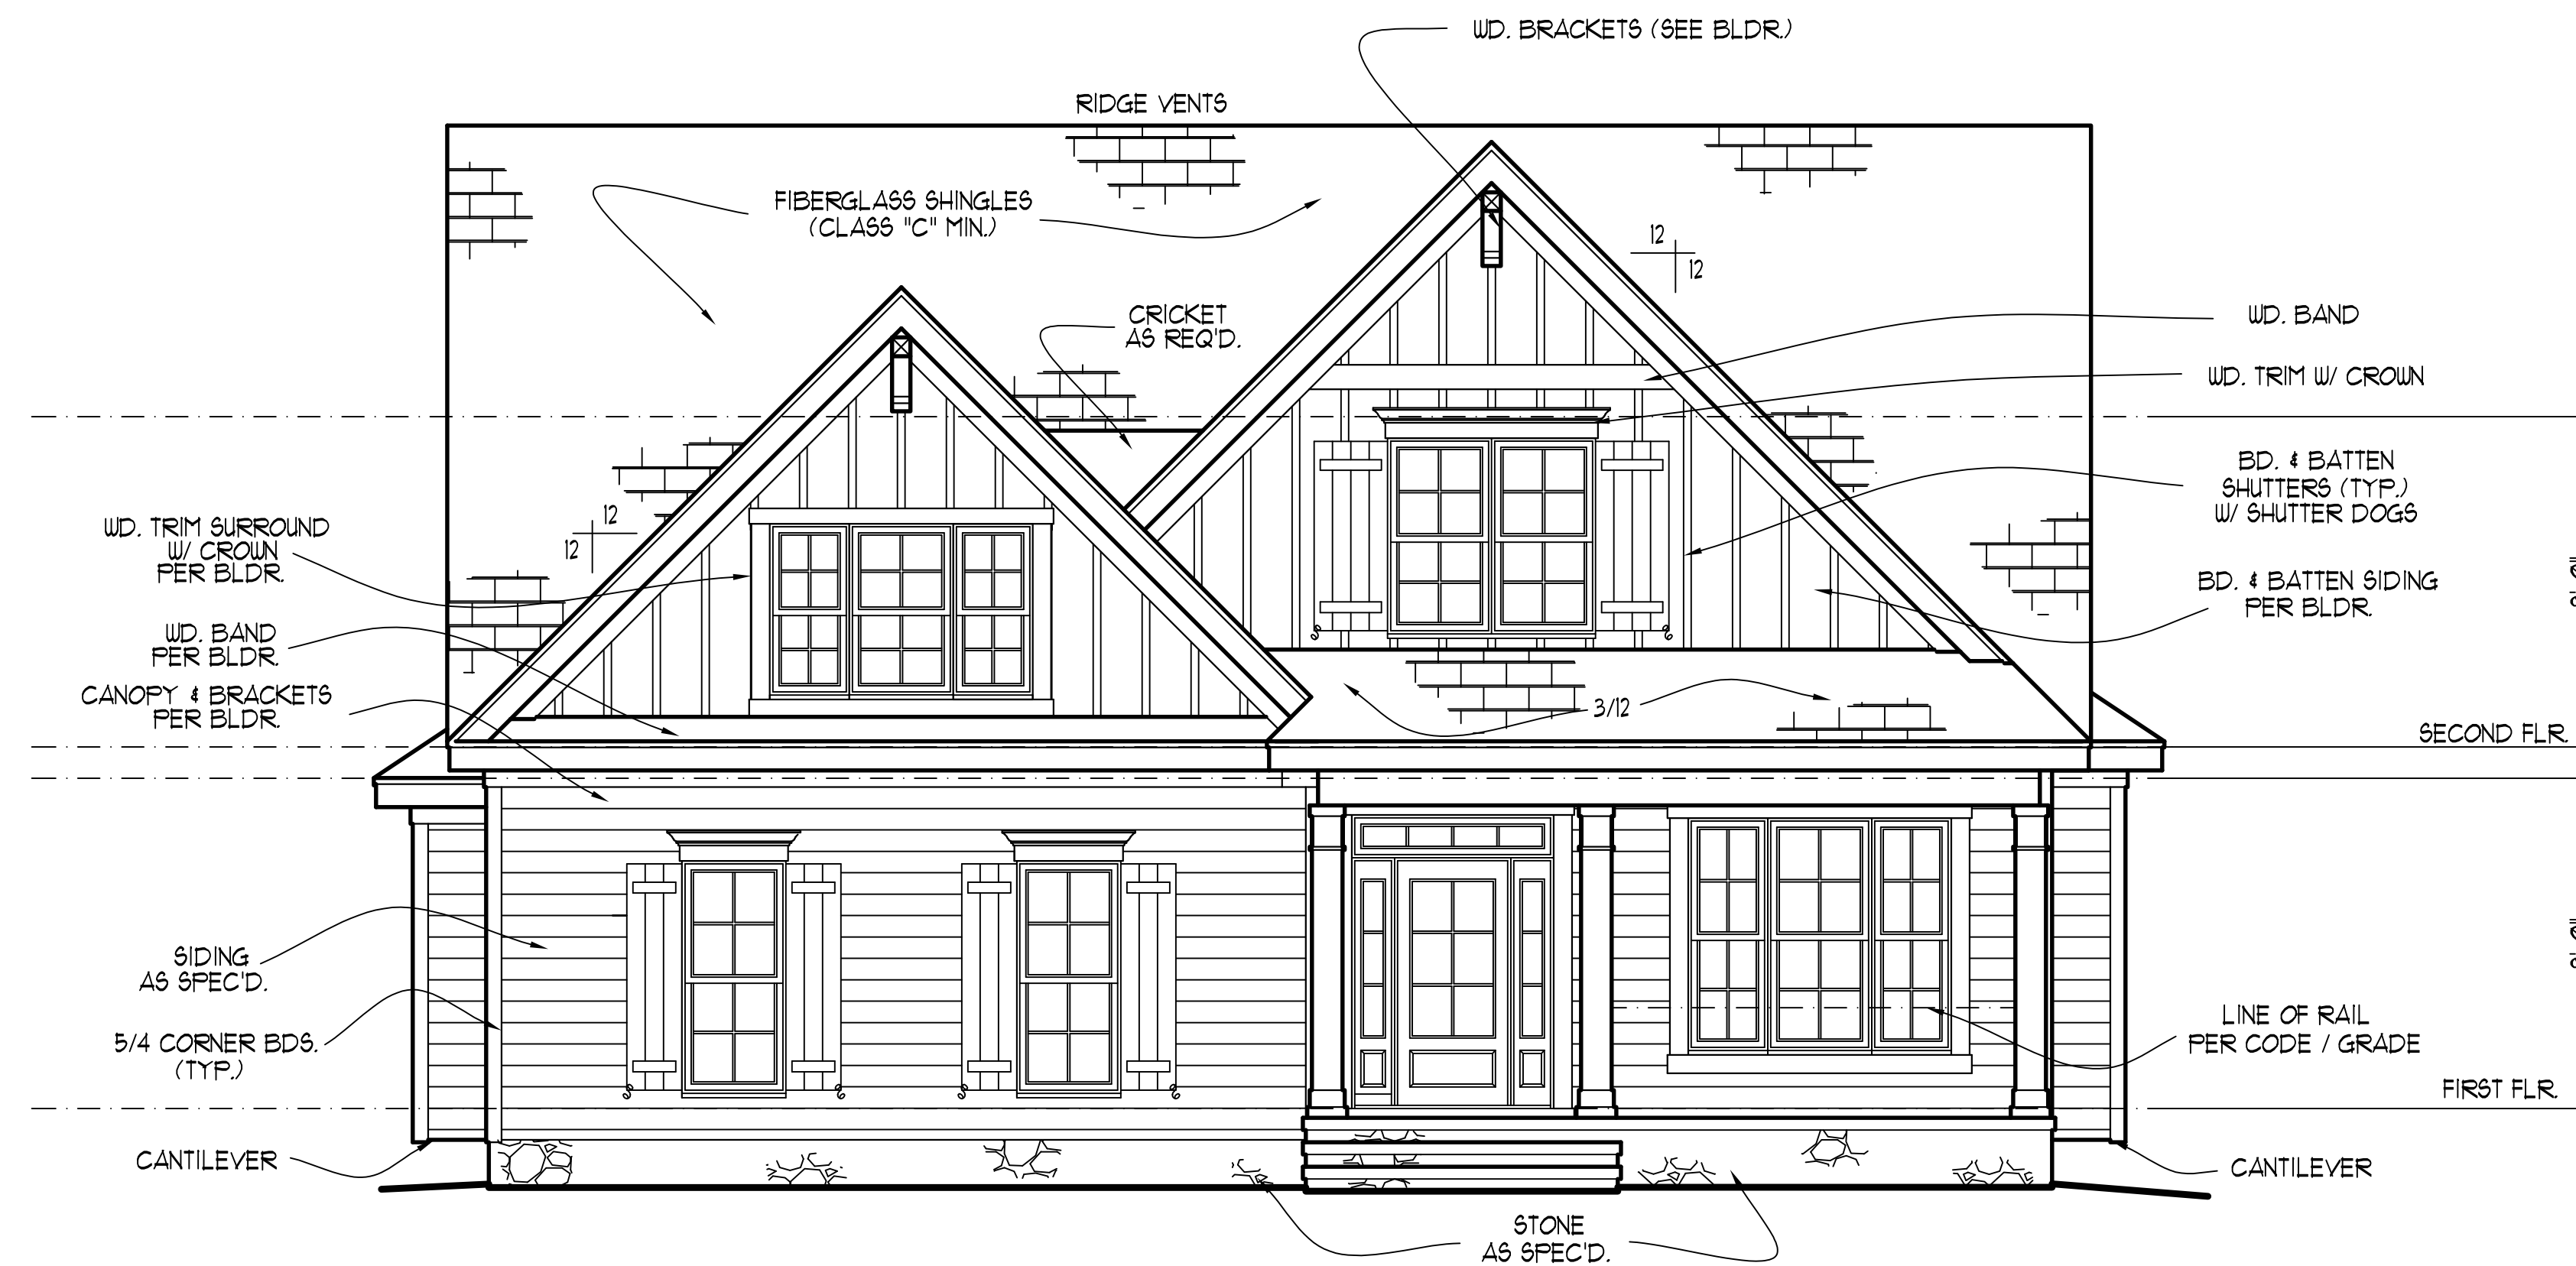 WD. BRACKETS (SEE BLDR.)
RIDGE VENTS
FIBERGLASS SHINGLES
(CLASS "C" MIN.)
12
12
CRICKET
AS REQ'D.
WD. BAND
WD. TRIM W/ CROWN
BD. & BATTEN
SHUTTERS (TYP.)
W/ SHUTTER DOGS
WD. TRIM SURROUND
W/ CROWN
PER BLDR.
12
12
BD. & BATTEN SIDING
PER BLDR.
WD. BAND
PER BLDR.
CANOPY & BRACKETS
PER BLDR.
3/12
SECOND FLR.
SIDING
AS SPEC'D.
5/4 CORNER BDS.
(TYP.)
LINE OF RAIL
PER CODE / GRADE
FIRST FLR.
CANTILEVER
CANTILEVER
STONE
AS SPEC'D.